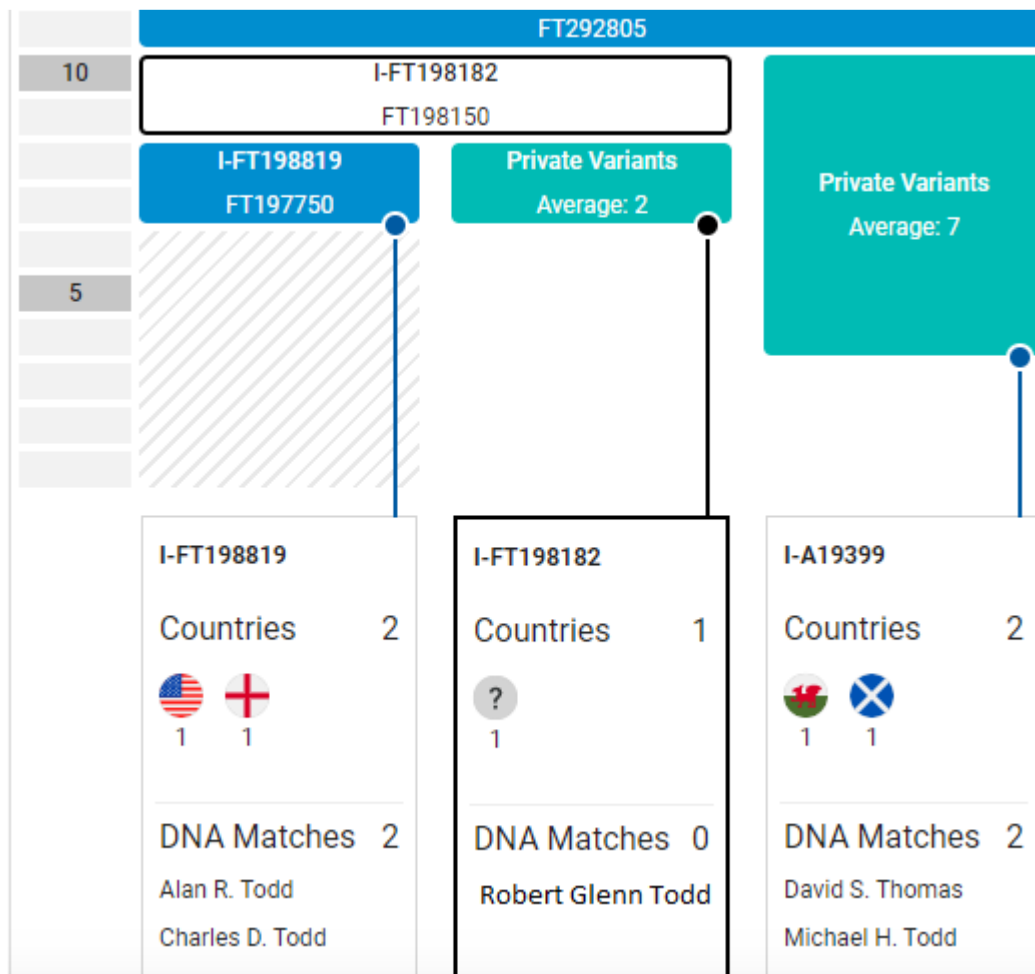 FT292805
10
I-FT198182
FT198150
I-FT198819
FT197750
Private Variants
Average: 2
Private Variants
Average: 7
5
I-FT198819
Countries 2
1 1
DNA Matches 2
Alan R. Todd
Charles D. Todd
I-FT198182
Countries 1
?
1
DNA Matches 0
Robert Glenn Todd
I-A19399
Countries 2
1 1
DNA Matches 2
David S. Thomas
Michael H. Todd